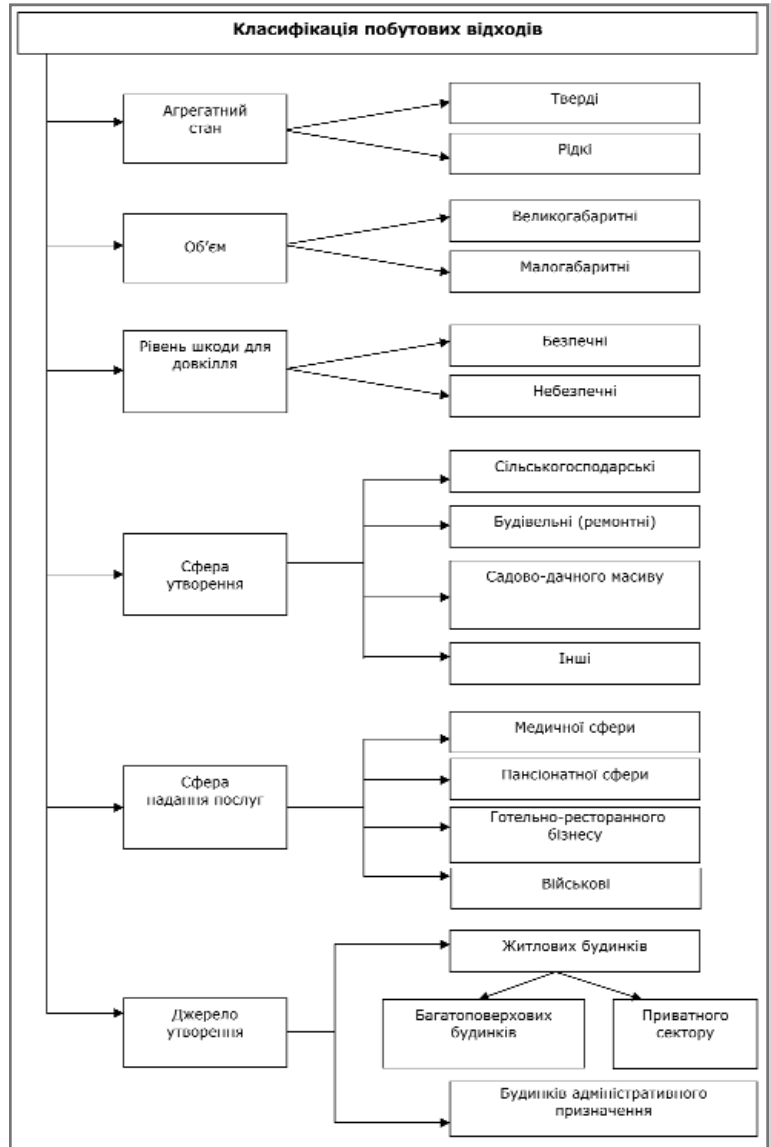 Класифікація побутових відходів
Агрегатний
стан
Тверді
Рідкі
Об’єм
Великогабаритні
Малогабаритні
Рівень шкоди для
довкілля
Безпечні
Небезпечні
Сфера
утворення
Сільськогосподарські
Будівельні (ремонтні)
Садово-дачного масиву
Інші
Сфера
надання послуг
Медичної сфери
Пансіонатної сфери
Готельно-ресторанного
бізнесу
Військові
Джерело
утворення
Житлових будинків
Багатоповерхових
будинків
Приватного
сектору
Будинків адміністративного
призначення